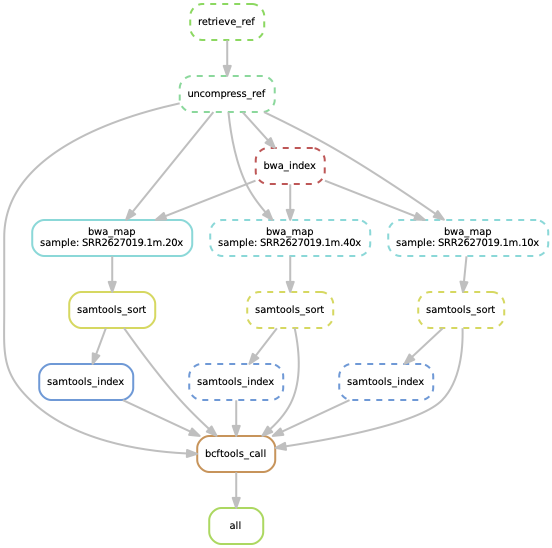 retrieve_ref
uncompress_ref
bwa_index
bwa_map
sample: SRR2627019.1m.20x
bwa_map
sample: SRR2627019.1m.40x
bwa_map
sample: SRR2627019.1m.10x
samtools_sort
samtools_sort
samtools_sort
samtools_index
samtools_index
samtools_index
bcftools_call
all